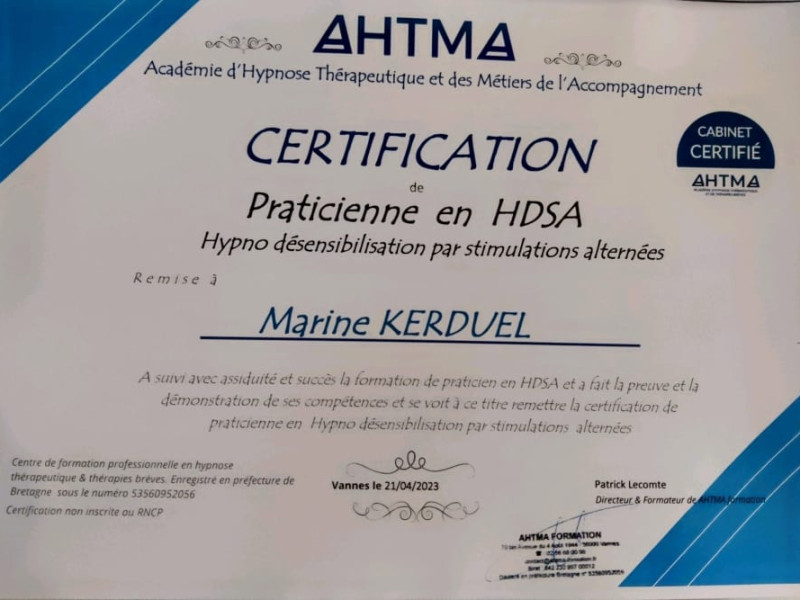 AHTMA
Académie d'Hypnose Thérapeutique et des Métiers de l'Accompagnement
CERTIFICATION
de
Praticienne en HDSA
Hypno désensibilisation par stimulations alternées
CABINET
CERTIFIÉ
AHTMA
Remise à
Marine KERDUEL
A suivi avec assiduité et succès la formation de praticien en HDSA et a fait la preuve et la
démonstration de ses compétences et se voit à ce titre remettre la certification de
praticienne en Hypno désensibilisation par stimulations alternées
Centre de formation professionnelle en hypnose
thérapeutique & thérapies brèves. Enregistré en préfecture de
Bretagne sous le numéro 53560952056
Certification non inscrite au RNCP
Vannes le 21/04/2023
Patrick Lecomte
Directeur & Formateur de AHTMA formation
AHTMA FORMATION
Vannes